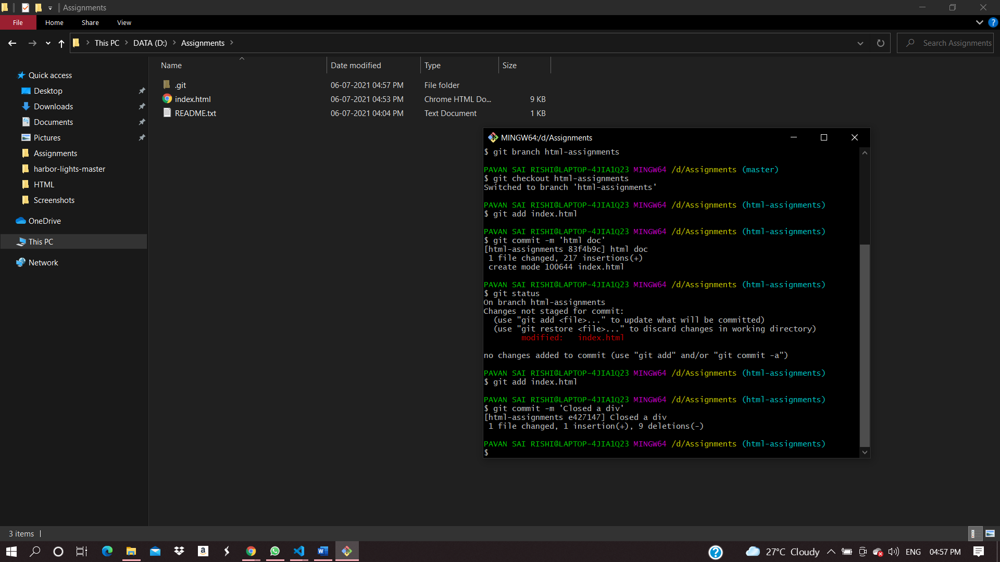 Assignments
File Home Share View
This PC DATA (D:) Assignments
Search Assignments
Name Date modified Type Size
.git 06-07-2021 04:57 PM File folder
index.html 06-07-2021 04:53 PM Chrome HTML Do... 9 KB
README.txt 06-07-2021 04:04 PM Text Document 1 KB
Quick access
Desktop
Downloads
Documents
Pictures
Assignments
harbor-lights-master
HTML
Screenshots
OneDrive
This PC
Network
MINGW64:/d/Assignments
$ git branch html-assignments
PAVAN SAI RISHI@LAPTOP-4JIA1Q23 MINGW64 /d/Assignments (master)
$ git checkout html-assignments
Switched to branch 'html-assignments'
PAVAN SAI RISHI@LAPTOP-4JIA1Q23 MINGW64 /d/Assignments (html-assignments)
$ git add index.html
PAVAN SAI RISHI@LAPTOP-4JIA1Q23 MINGW64 /d/Assignments (html-assignments)
$ git commit -m 'html doc'
[html-assignments 83f4b9c] html doc
1 file changed, 217 insertions(+)
create mode 100644 index.html
PAVAN SAI RISHI@LAPTOP-4JIA1Q23 MINGW64 /d/Assignments (html-assignments)
$ git status
On branch html-assignments
Changes not staged for commit:
(use "git add <file>..." to update what will be committed)
(use "git restore <file>..." to discard changes in working directory)
modified: index.html
no changes added to commit (use "git add" and/or "git commit -a")
PAVAN SAI RISHI@LAPTOP-4JIA1Q23 MINGW64 /d/Assignments (html-assignments)
$ git add index.html
PAVAN SAI RISHI@LAPTOP-4JIA1Q23 MINGW64 /d/Assignments (html-assignments)
$ git commit -m 'Closed a div'
[html-assignments e427147] Closed a div
1 file changed, 1 insertion(+), 9 deletions(-)
PAVAN SAI RISHI@LAPTOP-4JIA1Q23 MINGW64 /d/Assignments (html-assignments)
$
3 items
27°C Cloudy ENG 04:57 PM